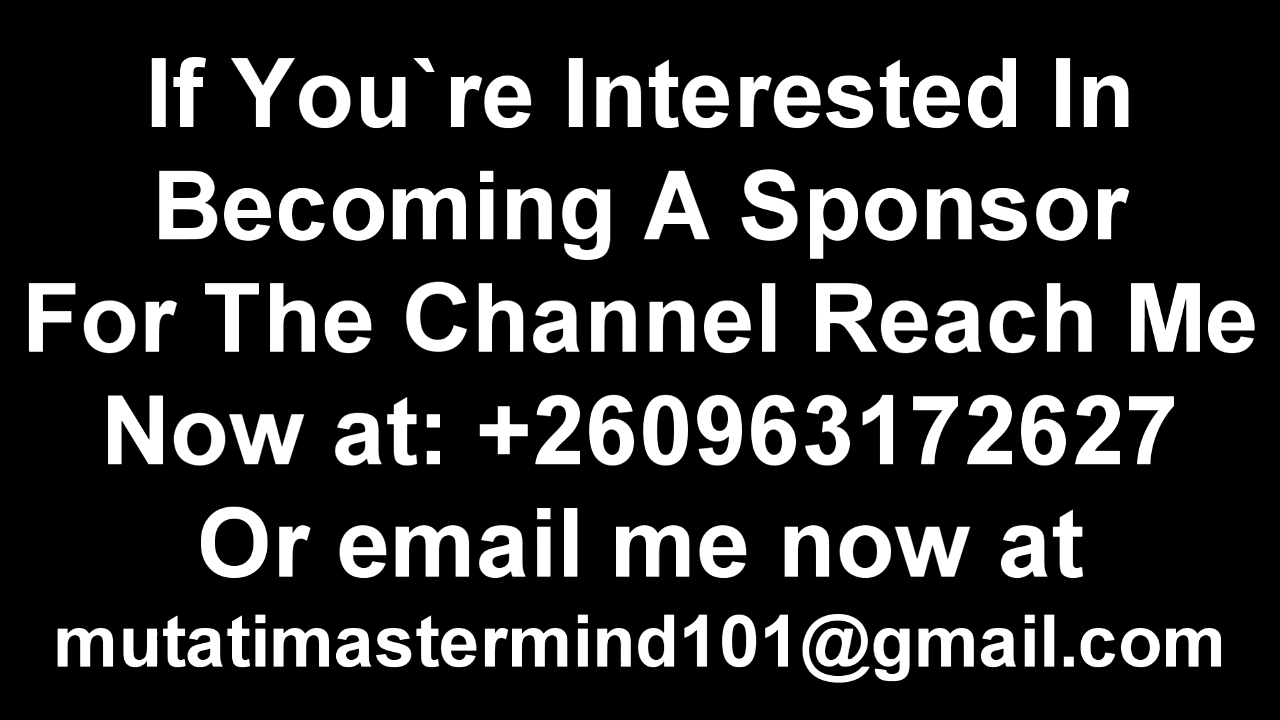 If You`re Interested In
Becoming A Sponsor
For The Channel Reach Me
Now at: +260963172627
Or email me now at
mutatimastermind101@gmail.com